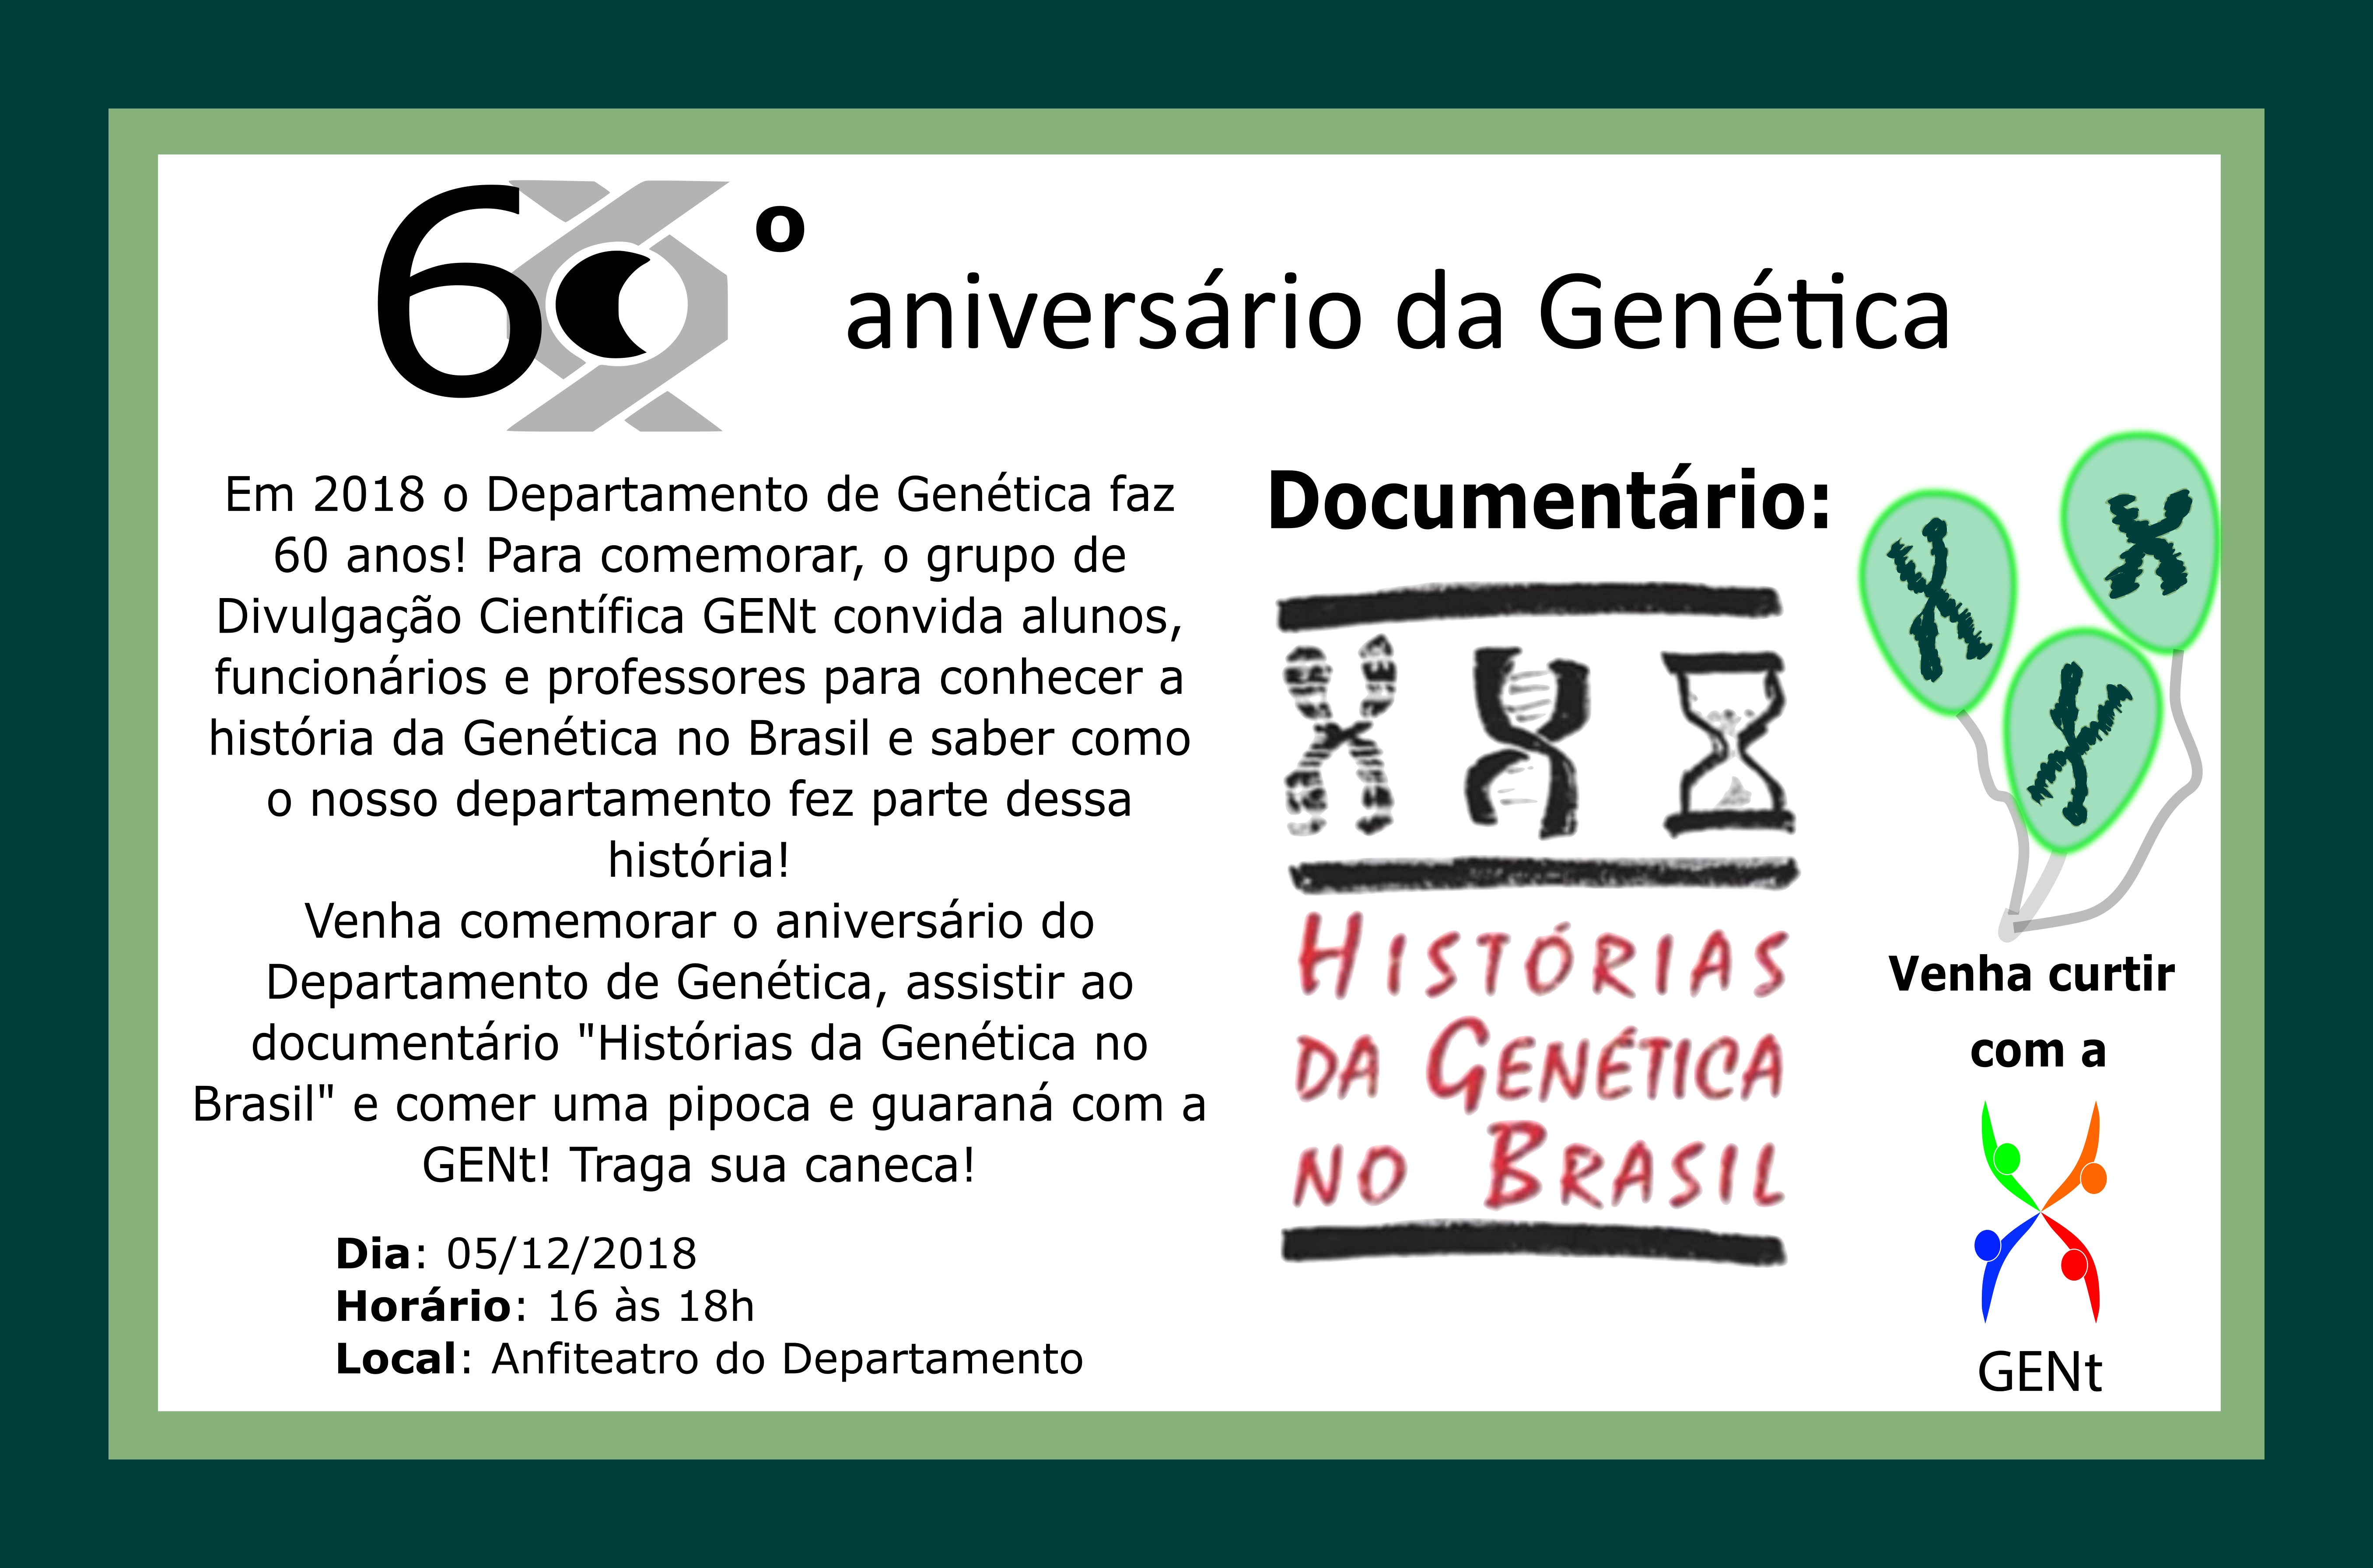 60º aniversário da Genética
Em 2018 o Departamento de Genética faz
60 anos! Para comemorar, o grupo de
Divulgação Científica GENt convida alunos,
funcionários e professores para conhecer a
história da Genética no Brasil e saber como
o nosso departamento fez parte dessa
história!
Venha comemorar o aniversário do
Departamento de Genética, assistir ao
documentário "Histórias da Genética no
Brasil" e comer uma pipoca e guaraná com a
GENt! Traga sua caneca!
Dia: 05/12/2018
Horário: 16 às 18h
Local: Anfiteatro do Departamento
Documentário:
HISTÓRIAS
DA GENÉTICA
NO BRASIL
Venha curtir
com a
GENt